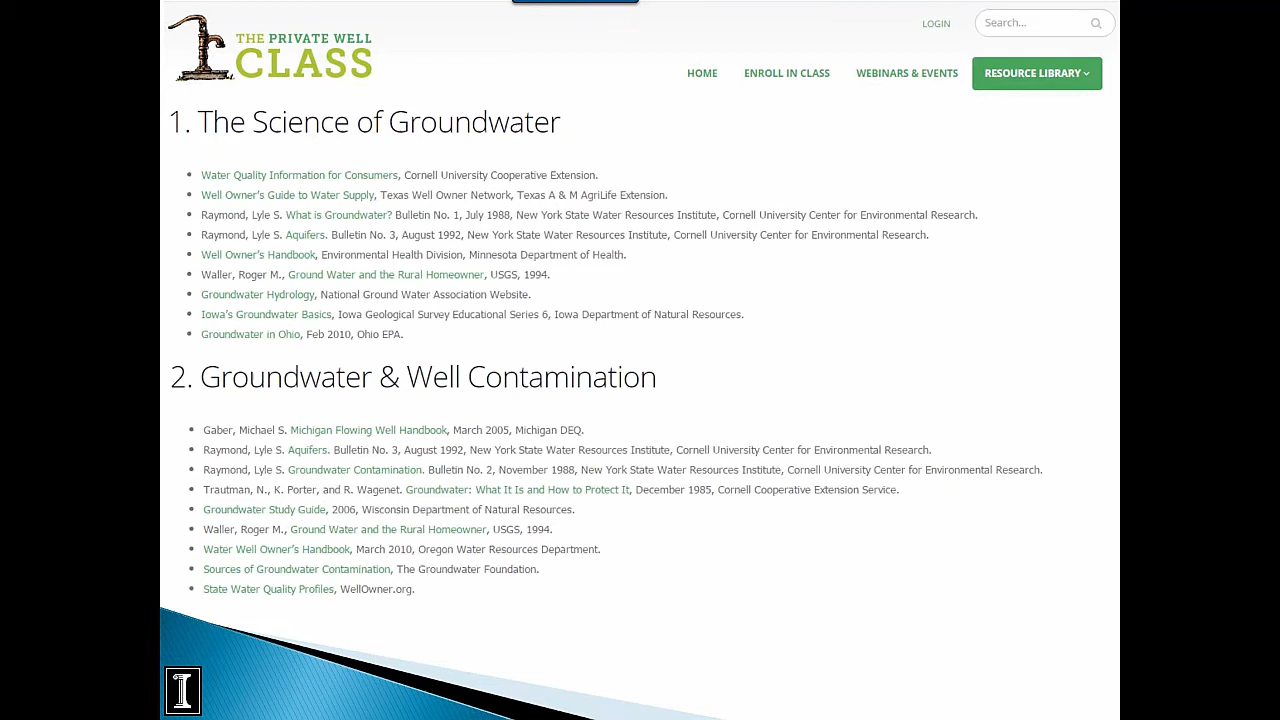 THE PRIVATE WELL
CLASS
LOGIN
Search...
HOME ENROLL IN CLASS WEBINARS & EVENTS RESOURCE LIBRARY
1. The Science of Groundwater
Water Quality Information for Consumers, Cornell University Cooperative Extension.
Well Owner's Guide to Water Supply, Texas Well Owner Network, Texas A & M AgriLife Extension.
Raymond, Lyle S. What is Groundwater? Bulletin No. 1, July 1988, New York State Water Resources Institute, Cornell University Center for Environmental Research.
Raymond, Lyle S. Aquifers. Bulletin No. 3, August 1992, New York State Water Resources Institute, Cornell University Center for Environmental Research.
Well Owner's Handbook, Environmental Health Division, Minnesota Department of Health.
Waller, Roger M., Ground Water and the Rural Homeowner, USGS, 1994.
Groundwater Hydrology, National Ground Water Association Website.
Iowa's Groundwater Basics, Iowa Geological Survey Educational Series 6, Iowa Department of Natural Resources.
Groundwater in Ohio, Feb 2010, Ohio EPA.
2. Groundwater & Well Contamination
Gaber, Michael S. Michigan Flowing Well Handbook, March 2005, Michigan DEQ.
Raymond, Lyle S. Aquifers. Bulletin No. 3, August 1992, New York State Water Resources Institute, Cornell University Center for Environmental Research.
Raymond, Lyle S. Groundwater Contamination. Bulletin No. 2, November 1988, New York State Water Resources Institute, Cornell University Center for Environmental Research.
Trautman, N., K. Porter, and R. Wagenet. Groundwater: What It Is and How to Protect It, December 1985, Cornell Cooperative Extension Service.
Groundwater Study Guide, 2006, Wisconsin Department of Natural Resources.
Waller, Roger M., Ground Water and the Rural Homeowner, USGS, 1994.
Water Well Owner's Handbook, March 2010, Oregon Water Resources Department.
Sources of Groundwater Contamination, The Groundwater Foundation.
State Water Quality Profiles, WellOwner.org.
I